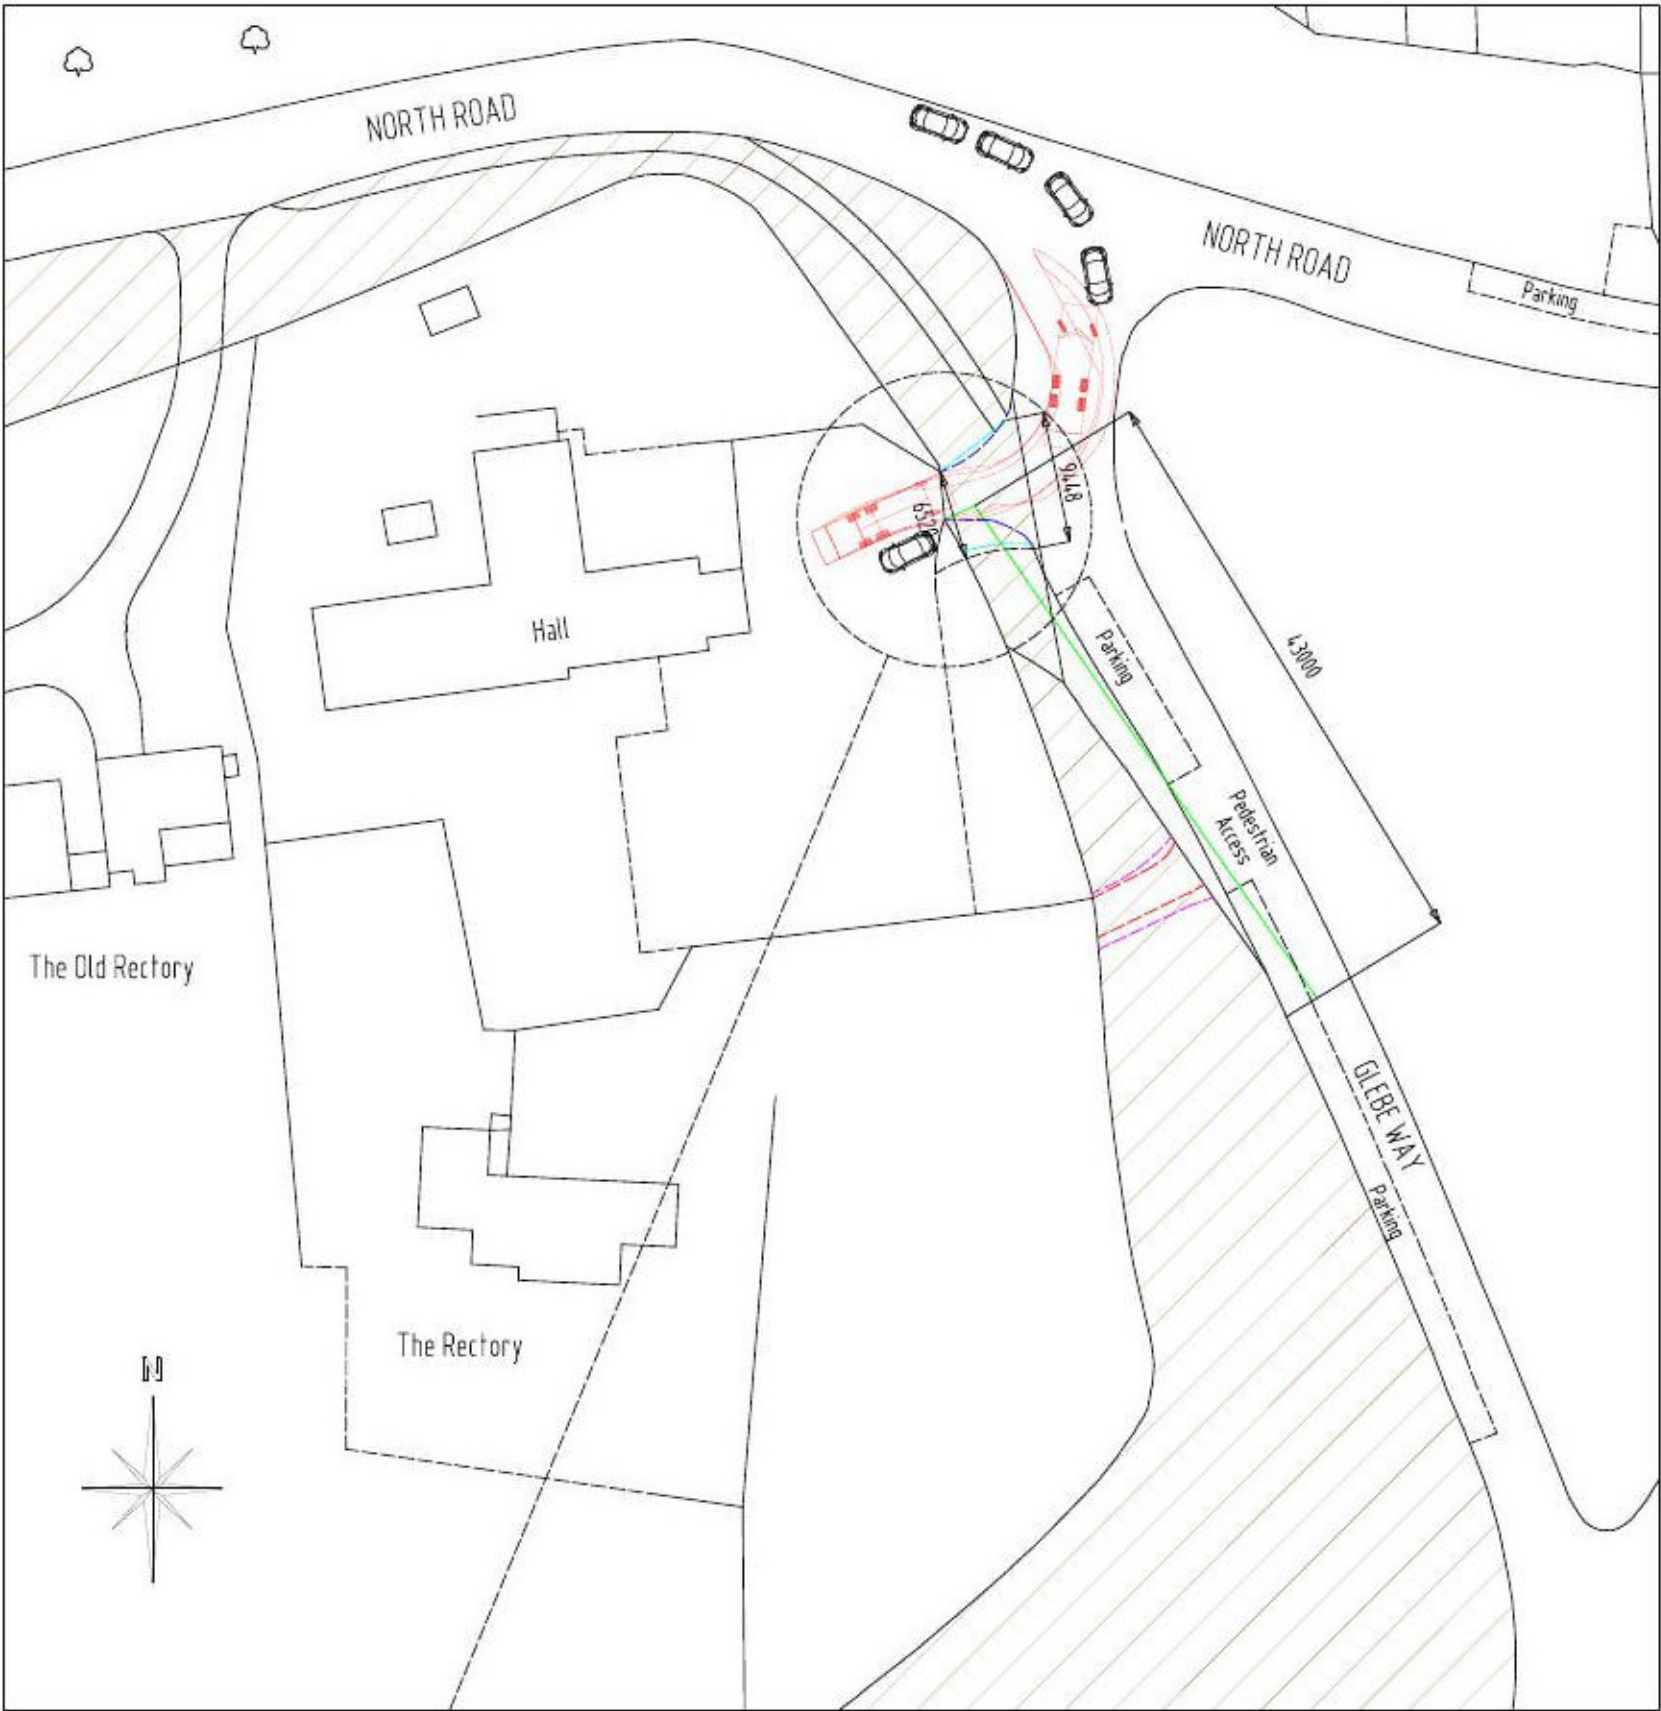 NORTH ROAD
NORTH ROAD
Parking
9448
Hall
Parking
43000
Pedestrian
Access
The Old Rectory
GLEBE WAY
Parking
The Rectory
N